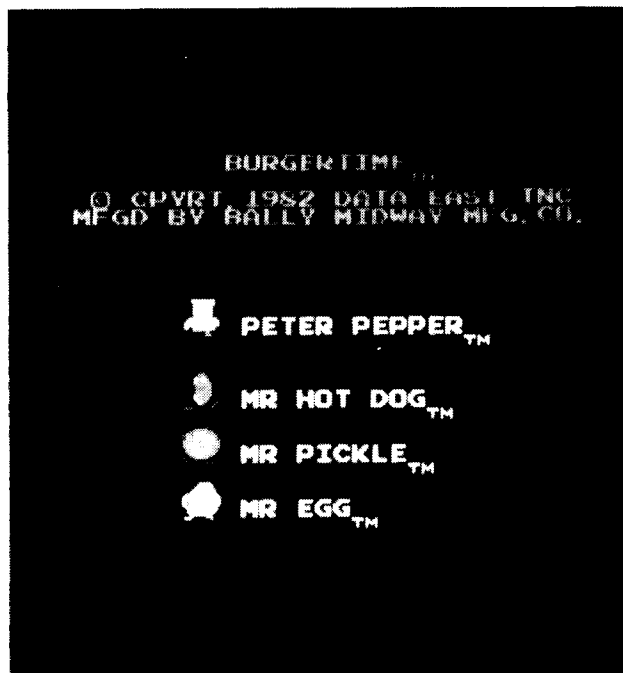 BURGERTIME TM
© CPYRT 1982 DATA EAST INC
MFGD BY BALLY MIDWAY MFG. CO.
PETER PEPPER TM
MR HOT DOG TM
MR PICKLE TM
MR EGG TM